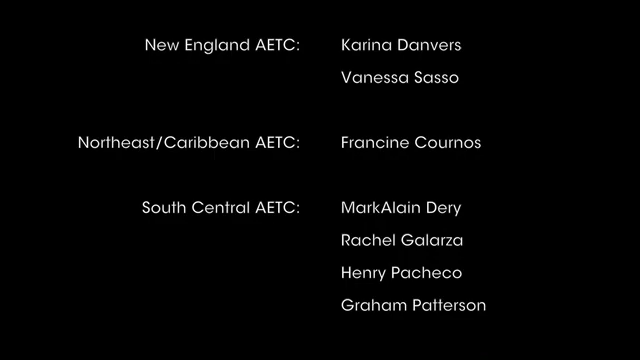 New England AETC: Karina Danvers
Vanessa Sasso
Northeast/Caribbean AETC: Francine Cournos
South Central AETC: MarkAlain Dery
Rachel Galarza
Henry Pacheco
Graham Patterson